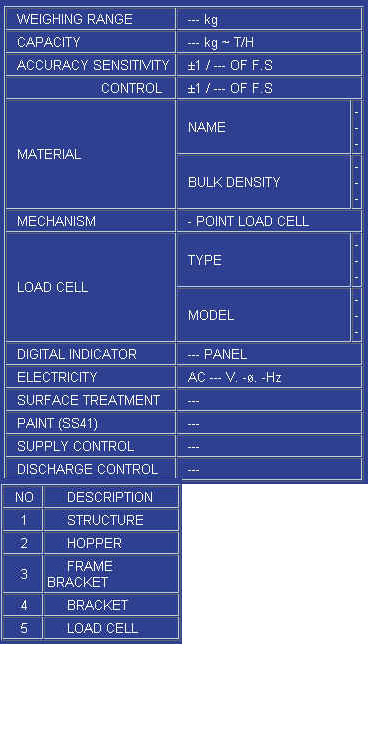 WEIGHING RANGE --- kg
CAPACITY --- kg ~ T/H
ACCURACY SENSITIVITY ±1 / --- OF F.S
CONTROL ±1 / --- OF F.S
MATERIAL NAME ---
BULK DENSITY ---
MECHANISM - POINT LOAD CELL
LOAD CELL TYPE ---
MODEL ---
DIGITAL INDICATOR --- PANEL
ELECTRICITY AC --- V. -ø. -Hz
SURFACE TREATMENT ---
PAINT (SS41) ---
SUPPLY CONTROL ---
DISCHARGE CONTROL ---
NO DESCRIPTION
1 STRUCTURE
2 HOPPER
3 FRAME
BRACKET
4 BRACKET
5 LOAD CELL